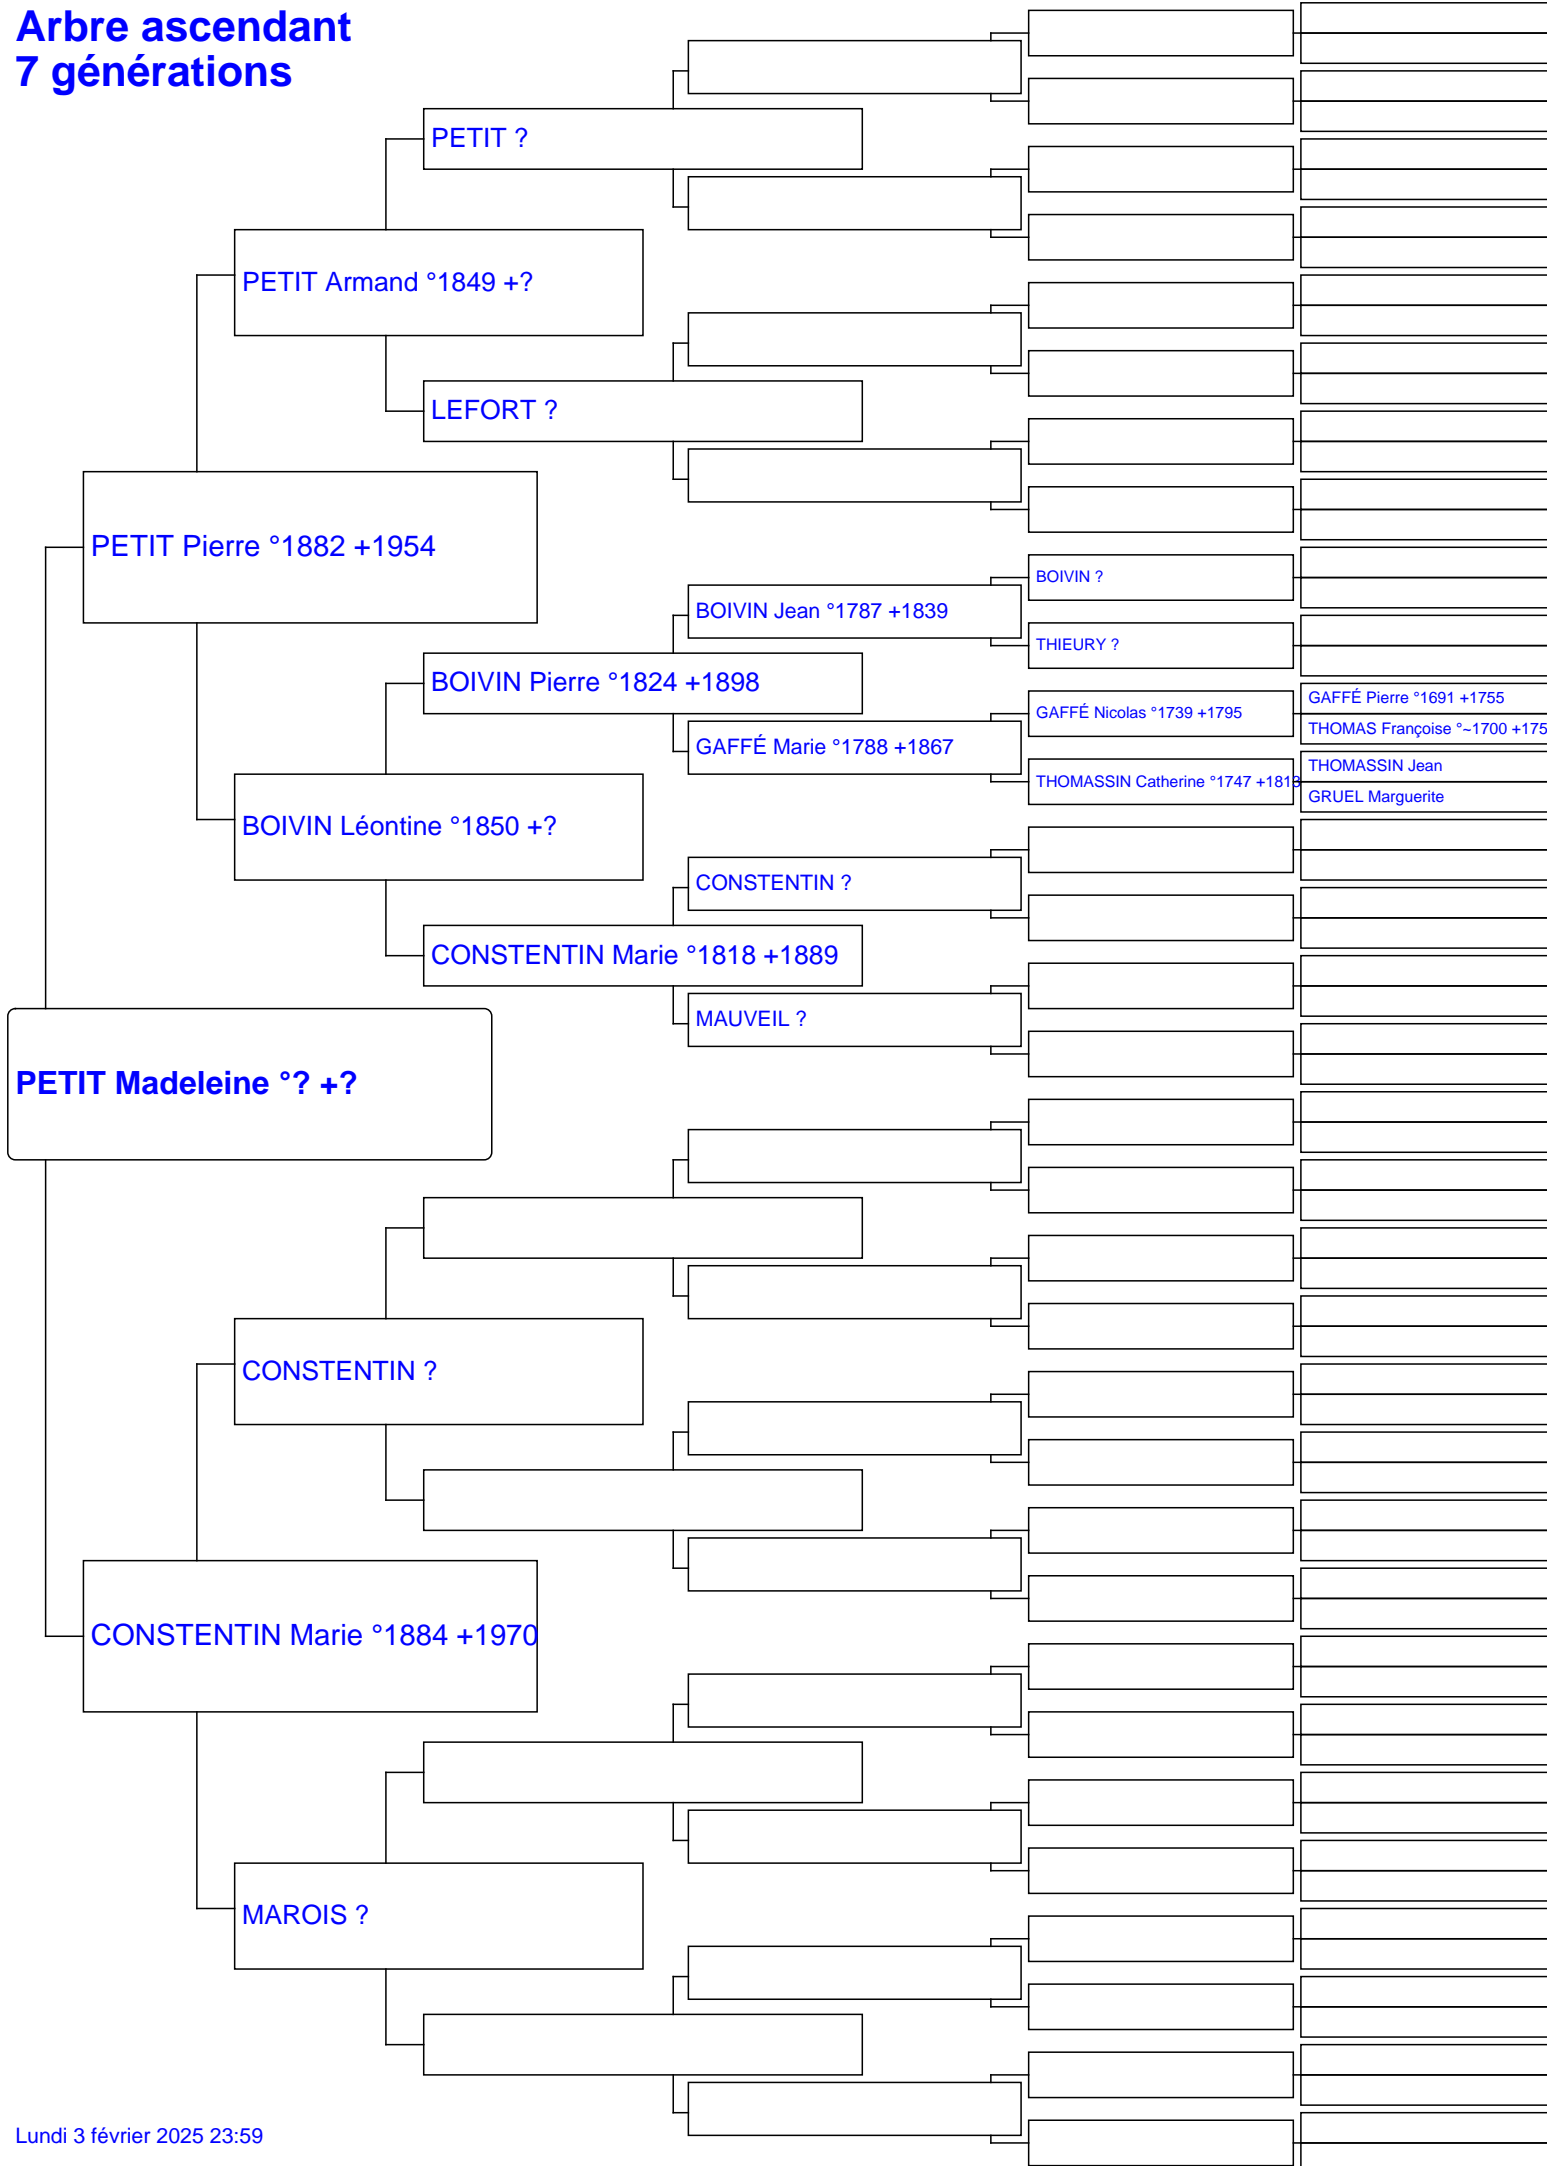 Arbre ascendant
7 générations
PETIT ?
PETIT Armand °1849 +?
LEFORT ?
PETIT Pierre °1882 +1954
BOIVIN ?
BOIVIN Jean °1787 +1839
THIEURY ?
BOIVIN Pierre °1824 +1898
GAFFÉ Pierre °1691 +1755
GAFFÉ Nicolas °1739 +1795
THOMAS Françoise °~1700 +175
GAFFÉ Marie °1788 +1867
THOMASSIN Jean
THOMASSIN Catherine °1747 +1813
GRUEL Marguerite
BOIVIN Léontine °1850 +?
CONSTENTIN ?
CONSTENTIN Marie °1818 +1889
MAUVEIL ?
PETIT Madeleine °? +?
CONSTENTIN ?
CONSTENTIN Marie °1884 +1970
MAROIS ?
Lundi 3 février 2025 23:59